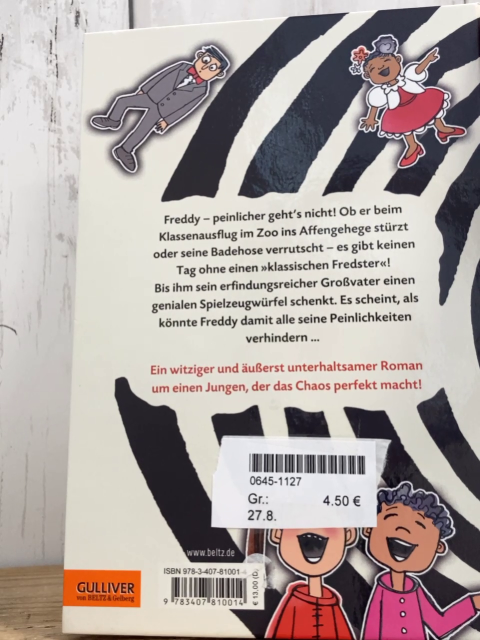 Freddy – peinlicher geht's nicht! Ob er beim
Klassenausflug im Zoo ins Affengehege stürzt
oder seine Badehose verrutscht – es gibt keinen
Tag ohne einen »klassischen Fredster«!
Bis ihm sein erfindungsreicher Großvater einen
genialen Spielzeugwürfel schenkt. Es scheint, als
könnte Freddy damit alle seine Peinlichkeiten
verhindern ...
Ein witziger und äußerst unterhaltsamer Roman
um einen Jungen, der das Chaos perfekt macht!
0645-1127
Gr.: 4.50 €
27.8.
www.beltz.de
ISBN 978-3-407-81001-
9 783407 810014
€ 13,00 (D)
GULLIVER
von BELTZ & Gelberg